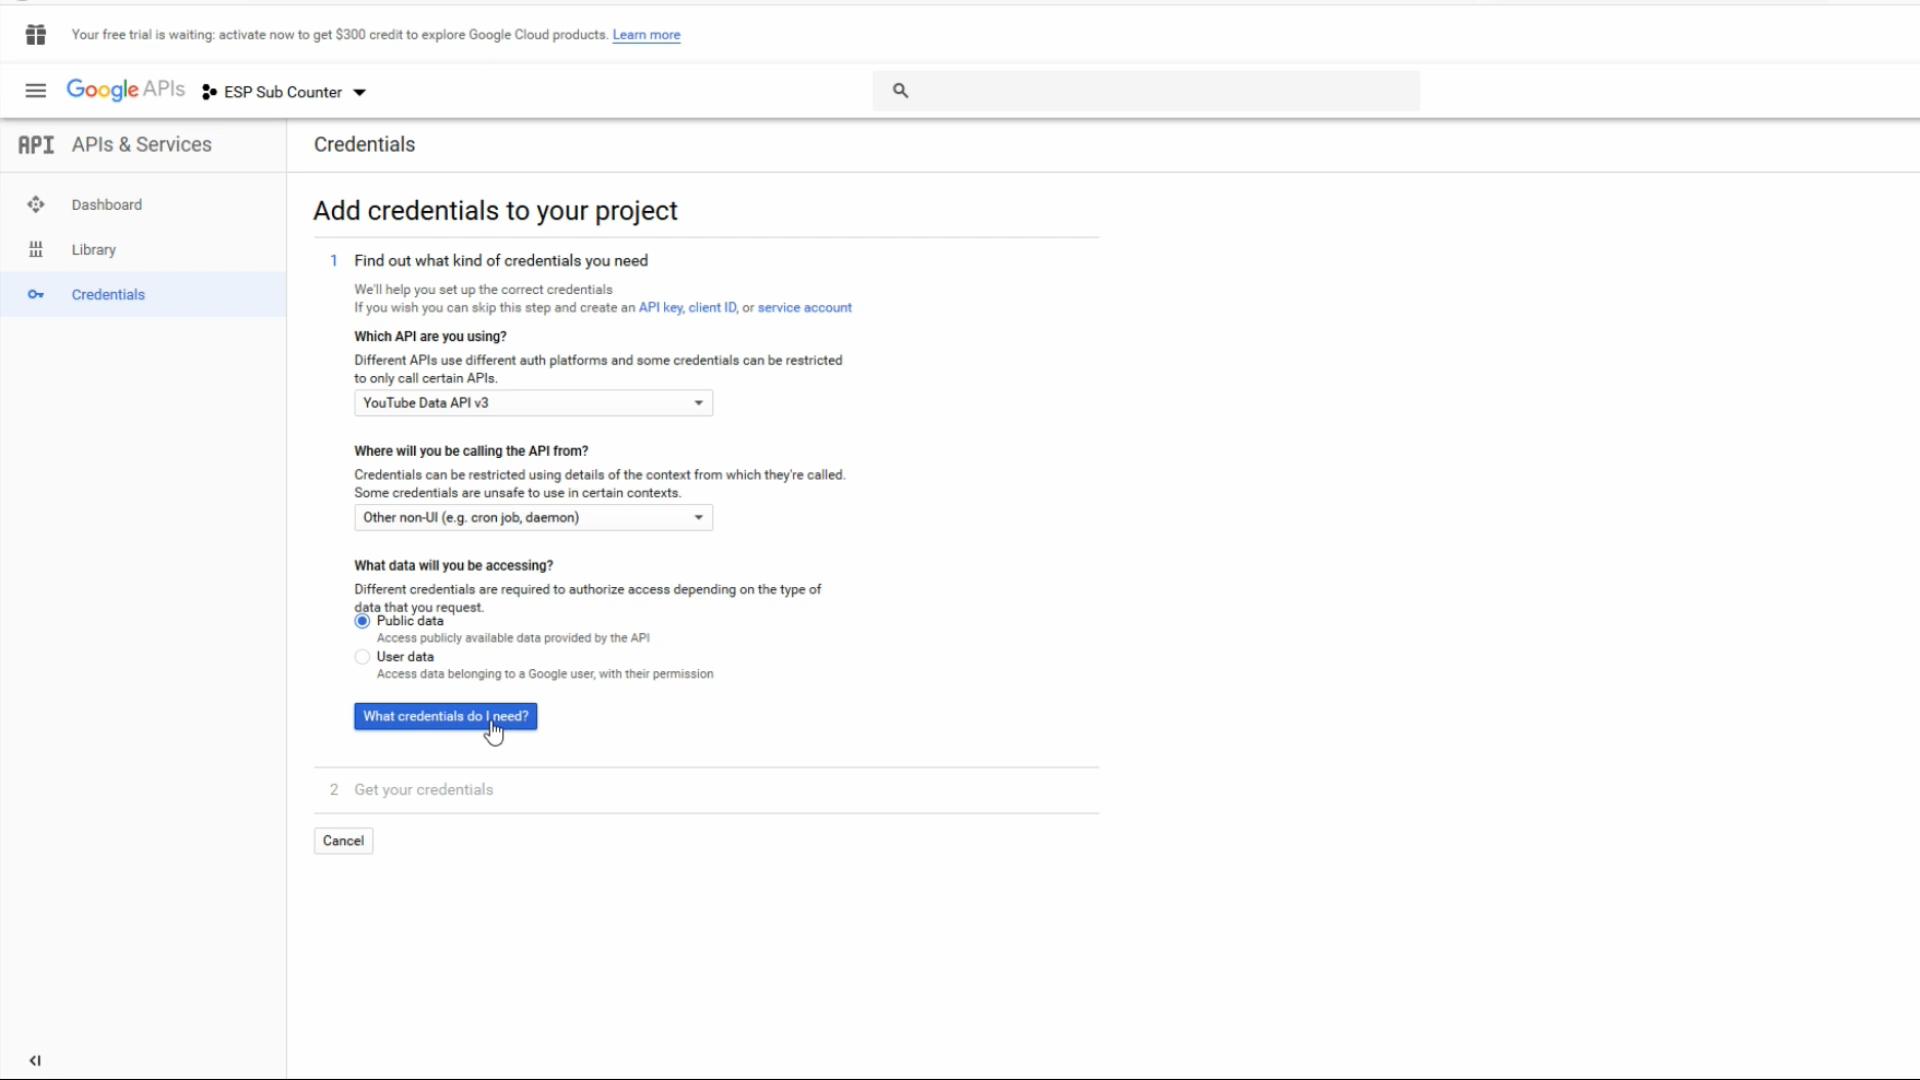 Your free trial is waiting: activate now to get $300 credit to explore Google Cloud products. Learn more
Google APIs ESP Sub Counter
API APIs & Services
Credentials
Dashboard
Library
Credentials
Add credentials to your project
1 Find out what kind of credentials you need
We'll help you set up the correct credentials
If you wish you can skip this step and create an API key, client ID, or service account
Which API are you using?
Different APIs use different auth platforms and some credentials can be restricted
to only call certain APIs.
YouTube Data API v3
Where will you be calling the API from?
Credentials can be restricted using details of the context from which they're called.
Some credentials are unsafe to use in certain contexts.
Other non-UI (e.g. cron job, daemon)
What data will you be accessing?
Different credentials are required to authorize access depending on the type of
data that you request.
Public data
Access publicly available data provided by the API
User data
Access data belonging to a Google user, with their permission
What credentials do I need?
2 Get your credentials
Cancel